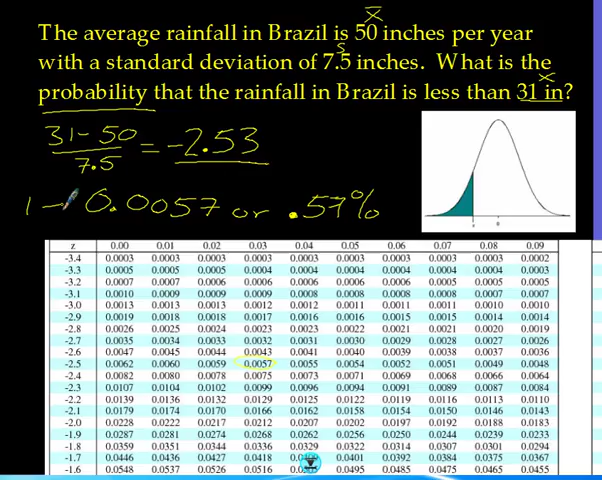 x̄
The average rainfall in Brazil is 50 inches per year
s
with a standard deviation of 7.5 inches. What is the
x
probability that the rainfall in Brazil is less than 31 in?
31 - 50
7.5
= -2.53
1 - 0.0057 or .57%
z 0
z 0.00 0.01 0.02 0.03 0.04 0.05 0.06 0.07 0.08 0.09
-3.4 0.0003 0.0003 0.0003 0.0003 0.0003 0.0003 0.0003 0.0003 0.0003 0.0002
-3.3 0.0005 0.0005 0.0005 0.0004 0.0004 0.0004 0.0004 0.0004 0.0004 0.0003
-3.2 0.0007 0.0007 0.0006 0.0006 0.0006 0.0006 0.0006 0.0005 0.0005 0.0005
-3.1 0.0010 0.0009 0.0009 0.0009 0.0008 0.0008 0.0008 0.0008 0.0007 0.0007
-3.0 0.0013 0.0013 0.0013 0.0012 0.0012 0.0011 0.0011 0.0011 0.0010 0.0010
-2.9 0.0019 0.0018 0.0018 0.0017 0.0016 0.0016 0.0015 0.0015 0.0014 0.0014
-2.8 0.0026 0.0025 0.0024 0.0023 0.0023 0.0022 0.0021 0.0021 0.0020 0.0019
-2.7 0.0035 0.0034 0.0033 0.0032 0.0031 0.0030 0.0029 0.0028 0.0027 0.0026
-2.6 0.0047 0.0045 0.0044 0.0043 0.0041 0.0040 0.0039 0.0038 0.0037 0.0036
-2.5 0.0062 0.0060 0.0059 0.0057 0.0055 0.0054 0.0052 0.0051 0.0049 0.0048
-2.4 0.0082 0.0080 0.0078 0.0075 0.0073 0.0071 0.0069 0.0068 0.0066 0.0064
-2.3 0.0107 0.0104 0.0102 0.0099 0.0096 0.0094 0.0091 0.0089 0.0087 0.0084
-2.2 0.0139 0.0136 0.0132 0.0129 0.0125 0.0122 0.0119 0.0116 0.0113 0.0110
-2.1 0.0179 0.0174 0.0170 0.0166 0.0162 0.0158 0.0154 0.0150 0.0146 0.0143
-2.0 0.0228 0.0222 0.0217 0.0212 0.0207 0.0202 0.0197 0.0192 0.0188 0.0183
-1.9 0.0287 0.0281 0.0274 0.0268 0.0262 0.0256 0.0250 0.0244 0.0239 0.0233
-1.8 0.0359 0.0351 0.0344 0.0336 0.0329 0.0322 0.0314 0.0307 0.0301 0.0294
-1.7 0.0446 0.0436 0.0427 0.0418 0.0401 0.0392 0.0384 0.0375 0.0367
-1.6 0.0548 0.0537 0.0526 0.0516 0.0495 0.0485 0.0475 0.0465 0.0455